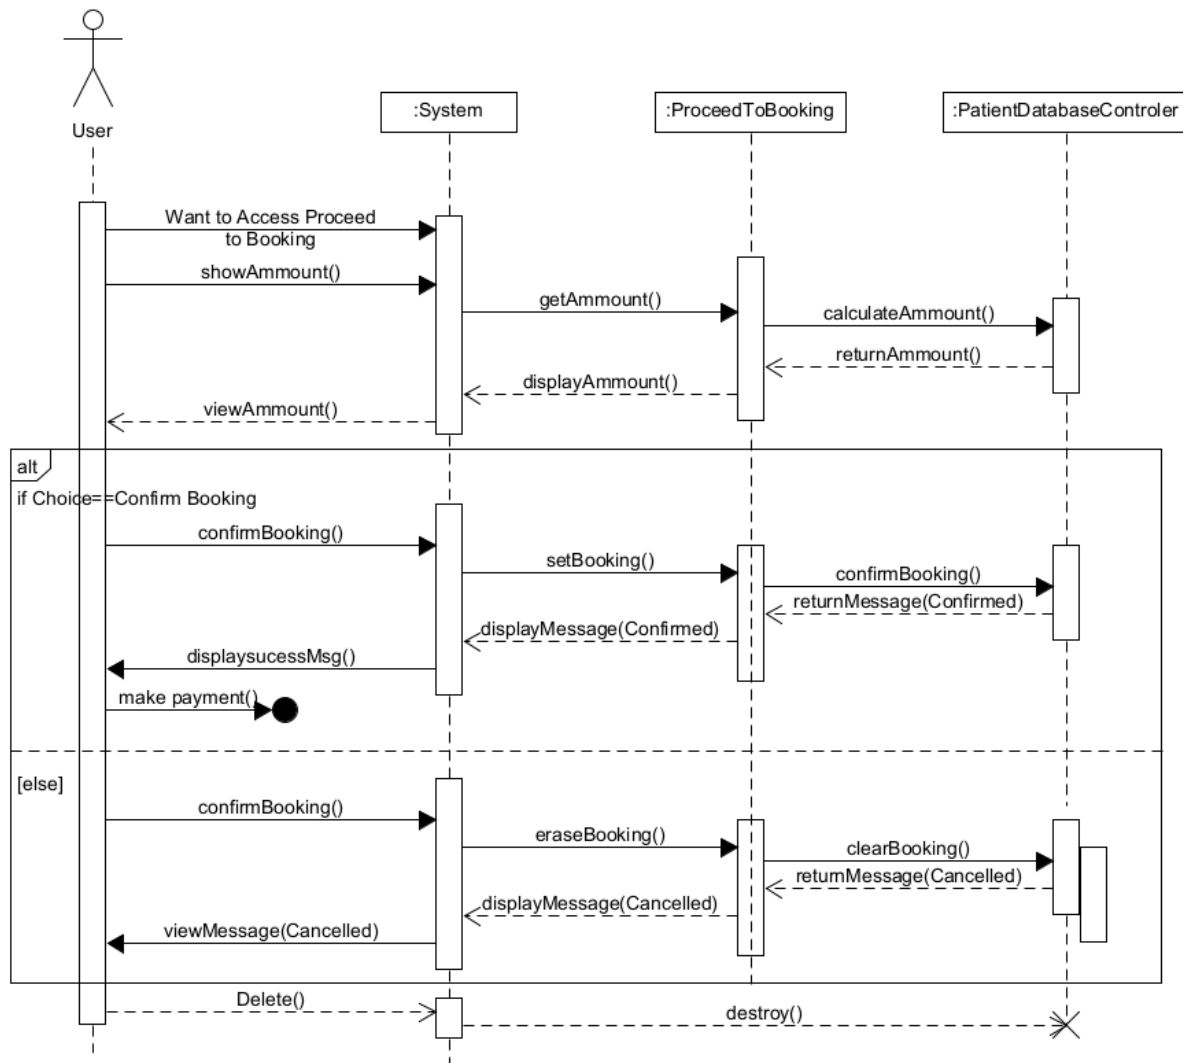 User
:System
:ProceedToBooking
:PatientDatabaseControler
Want to Access Proceed
to Booking
showAmmount()
getAmmount()
calculateAmmount()
returnAmmount()
displayAmmount()
viewAmmount()
alt
if Choice==Confirm Booking
confirmBooking()
setBooking()
confirmBooking()
returnMessage(Confirmed)
displayMessage(Confirmed)
displaysucessMsg()
make payment()
[else]
confirmBooking()
eraseBooking()
clearBooking()
returnMessage(Cancelled)
displayMessage(Cancelled)
viewMessage(Cancelled)
Delete()
destroy()